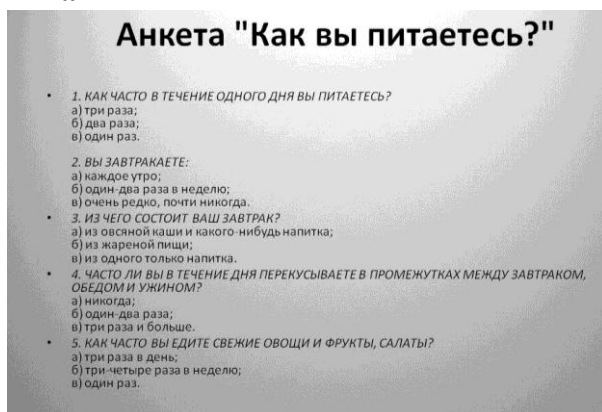 Анкета "Как вы питаетесь?"
• 1. КАК ЧАСТО В ТЕЧЕНИЕ ОДНОГО ДНЯ ВЫ ПИТАЕТЕСЬ?
а) три раза;
б) два раза;
в) один раз.
2. ВЫ ЗАВТРАКАЕТЕ:
а) каждое утро;
б) один-два раза в неделю;
в) очень редко, почти никогда.
• 3. ИЗ ЧЕГО СОСТОИТ ВАШ ЗАВТРАК?
а) из овсяной каши и какого-нибудь напитка;
б) из жареной пищи;
в) из одного только напитка.
• 4. ЧАСТО ЛИ ВЫ В ТЕЧЕНИЕ ДНЯ ПЕРЕКУСЫВАЕТЕ В ПРОМЕЖУТКАХ МЕЖДУ ЗАВТРАКОМ,
ОБЕДОМ И УЖИНОМ?
а) никогда;
б) один-два раза;
в) три раза и больше.
• 5. КАК ЧАСТО ВЫ ЕДИТЕ СВЕЖИЕ ОВОЩИ И ФРУКТЫ, САЛАТЫ?
а) три раза в день;
б) три-четыре раза в неделю;
в) один раз.